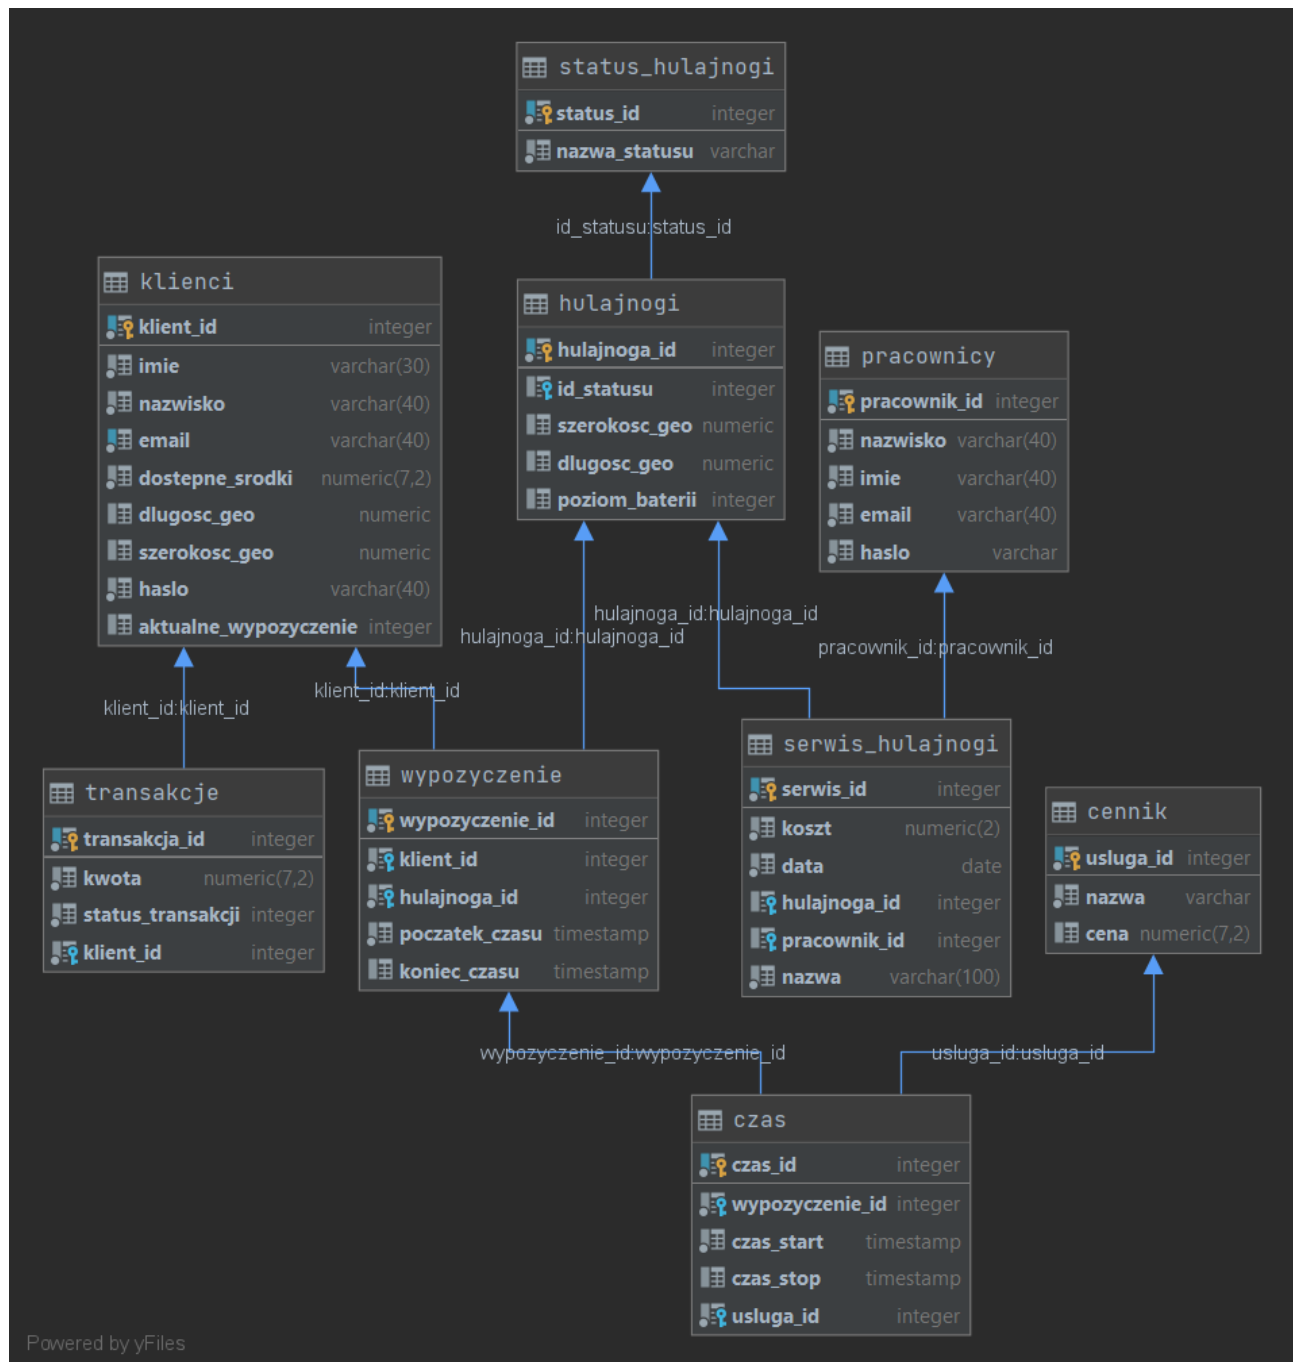 status_hulajnogi
status_id integer
nazwa_statusu varchar
id_statusu:status_id
klienci
klient_id integer
imie varchar(30)
nazwisko varchar(40)
email varchar(40)
dostepne_srodki numeric(7,2)
dlugosc_geo numeric
szerokosc_geo numeric
haslo varchar(40)
aktualne_wypozyczenie integer
hulajnogi
hulajnoga_id integer
id_statusu integer
szerokosc_geo numeric
dlugosc_geo numeric
poziom_baterii integer
pracownicy
pracownik_id integer
nazwisko varchar(40)
imie varchar(40)
email varchar(40)
haslo varchar
hulajnoga_id:hulajnoga_id
hulajnoga_id:hulajnoga_id
pracownik_id:pracownik_id
klient_id:klient_id
klient_id:klient_id
transakcje
transakcja_id integer
kwota numeric(7,2)
status_transakcji integer
klient_id integer
wypozyczenie
wypozyczenie_id integer
klient_id integer
hulajnoga_id integer
poczatek_czasu timestamp
koniec_czasu timestamp
serwis_hulajnogi
serwis_id integer
koszt numeric(2)
data date
hulajnoga_id integer
pracownik_id integer
nazwa varchar(100)
cennik
usluga_id integer
nazwa varchar
cena numeric(7,2)
wypozyczenie_id:wypozyczenie_id
usluga_id:usluga_id
czas
czas_id integer
wypozyczenie_id integer
czas_start timestamp
czas_stop timestamp
usluga_id integer
Powered by yFiles